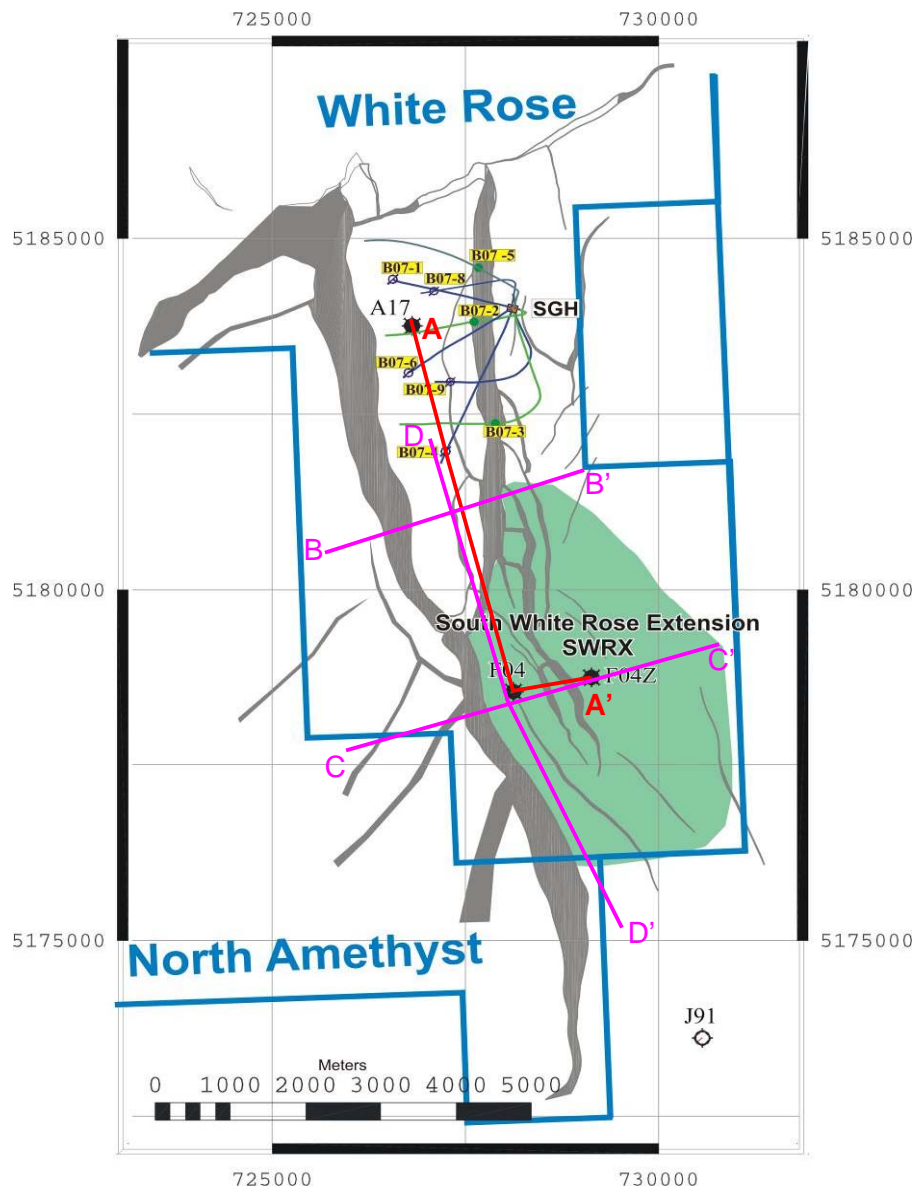 725000 730000
White Rose
5185000 5185000
B07 -5
B07-1
B07-8
A17
A
B07-2
SGH
B07-6
B07-9
D
B07-3
B07-4
B'
B
5180000 5180000
South White Rose Extension
SWRX
C'
F04
F04Z
A'
C
D'
5175000 5175000
North Amethyst
J91
Meters
0 1000 2000 3000 4000 5000
725000 730000